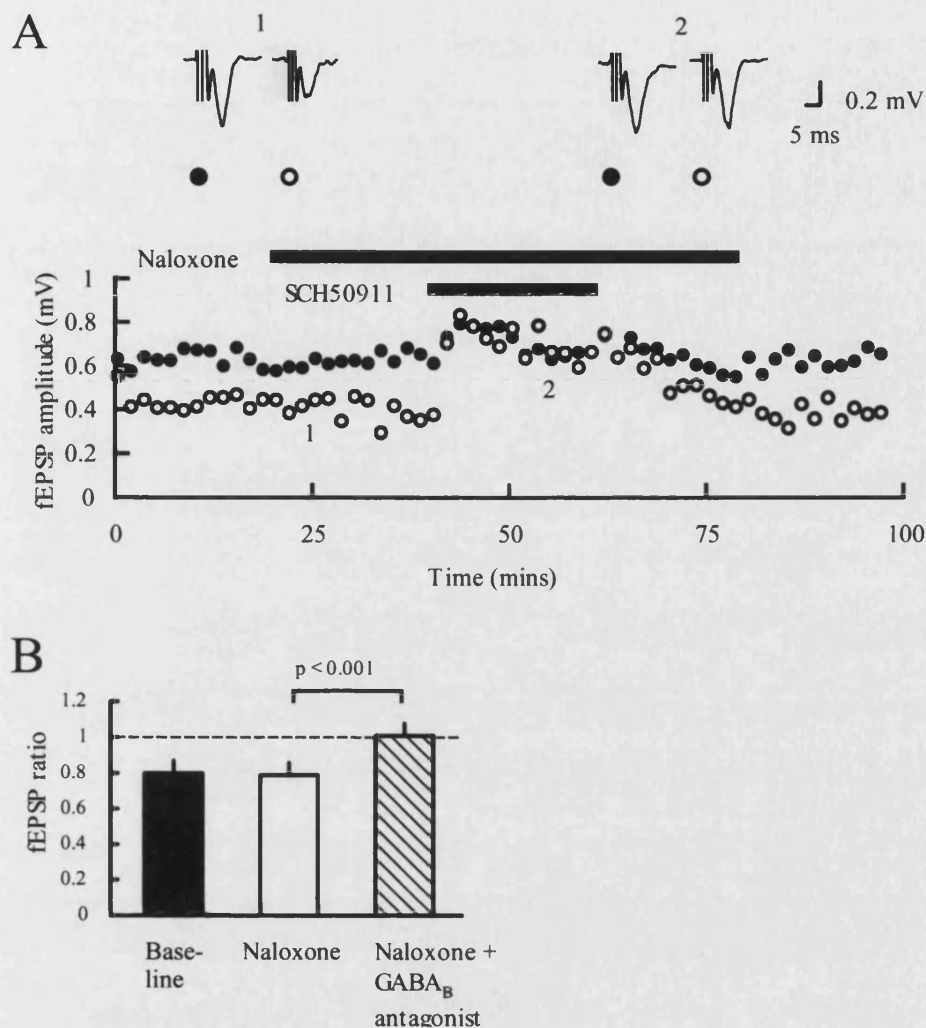 A
1
2
0.2 mV
5 ms
Naloxone
SCH50911
fEPSP amplitude (mV)
1
0.8
0.6
0.4
0.2
0
1
2
0 25 50 75 100
Time (mins)
B
p < 0.001
fEPSP ratio
1.2
1
0.8
0.6
0.4
0.2
0
Base-
line
Naloxone
Naloxone +
GABAB
antagonist